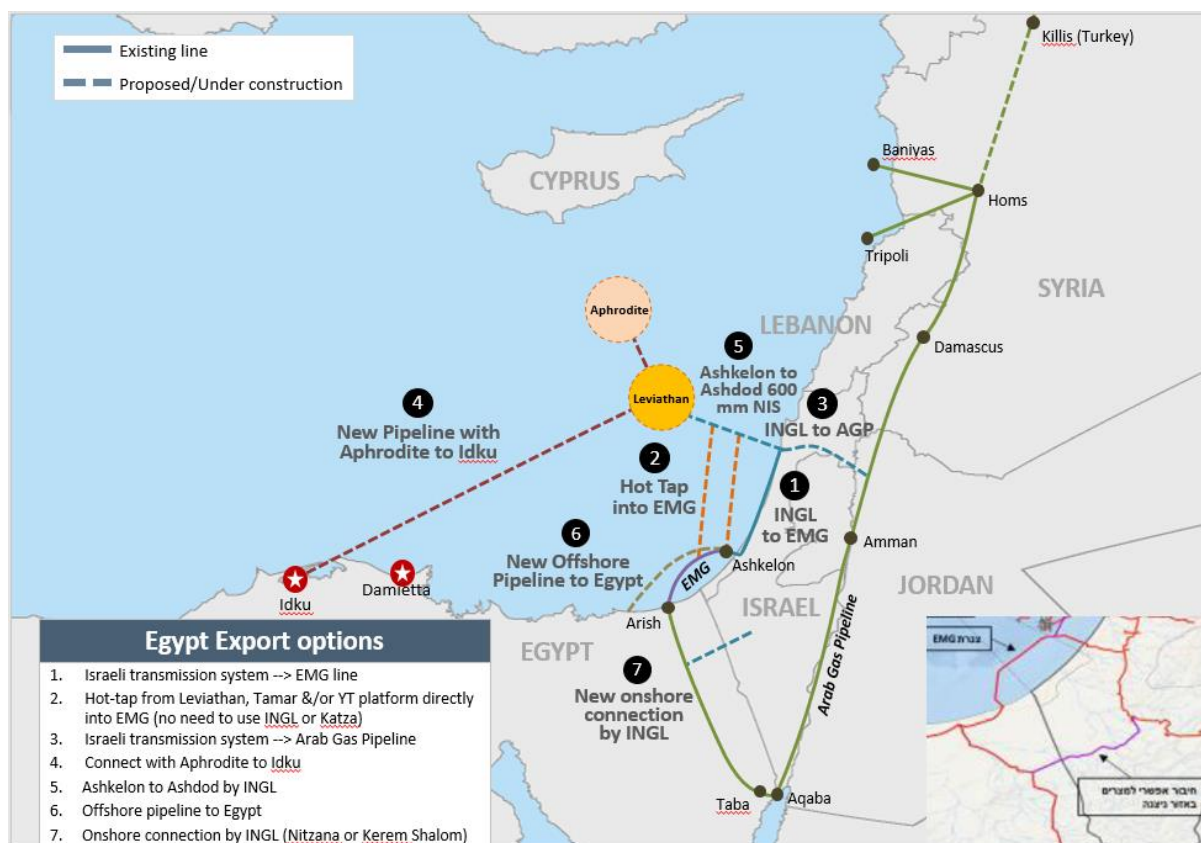 Existing line
Proposed/Under construction
Killis (Turkey)
Baniyas
CYPRUS
Homs
Tripoli
SYRIA
Aphrodite
LEBANON
Damascus
5
Ashkelon to
Ashdod 600
mm NIS
Leviathan
4
New Pipeline with
Aphrodite to Idku
3
INGL to AGP
2
Hot Tap
into EMG
1
INGL
to EMG
6
New Offshore
Pipeline to Egypt
Amman
Ashkelon
EMG
JORDAN
Idku
Damietta
ISRAEL
Arish
Arab Gas Pipeline
EGYPT
7
New onshore
connection
by INGL
Taba
Aqaba
Egypt Export options
1. Israeli transmission system --> EMG line
2. Hot-tap from Leviathan, Tamar &/or YT platform directly
into EMG (no need to use INGL or Katza)
3. Israeli transmission system --> Arab Gas Pipeline
4. Connect with Aphrodite to Idku
5. Ashkelon to Ashdod by INGL
6. Offshore pipeline to Egypt
7. Onshore connection by INGL (Nitzana or Kerem Shalom)
צנרת EMG
חיבור אפשרי למצרים
באזור ניצנה